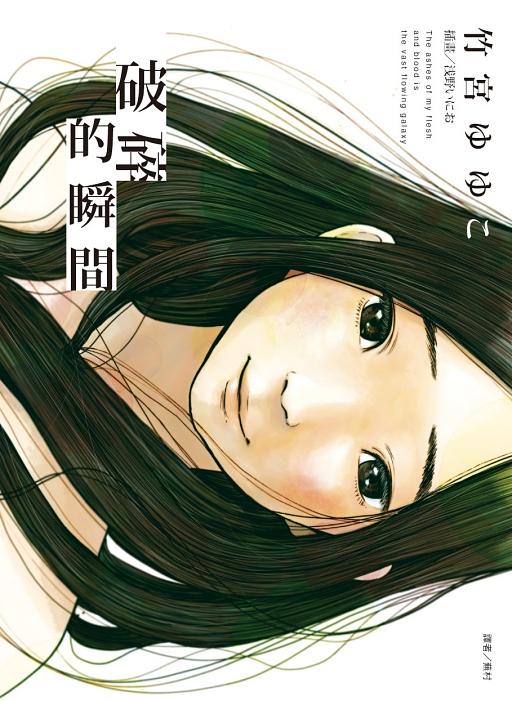 竹宮ゆゆこ
插畫／浅野いにお
The ashes of my flesh
and blood is
the vast flowing galaxy
破碎
的瞬間
譯者／蕪村